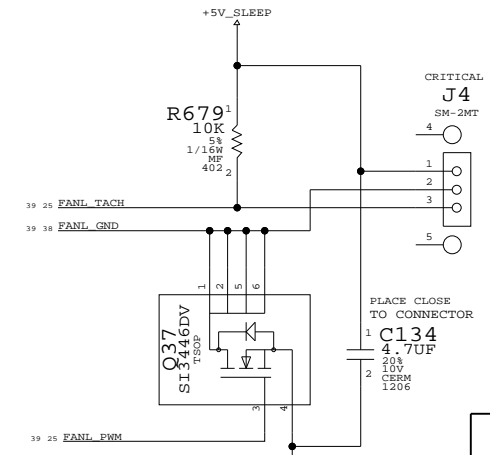 +5V_SLEEP
CRITICAL
J4
SM-2MT
R679
1
10K
5%
1/16W
MF
402
2
4
1
2
3
5
39 25 FANL_TACH
39 38 FANL_GND
1 2 5 6
Q37
SI3446DV
TSOP
3 4
PLACE CLOSE
TO CONNECTOR
1
C134
4.7UF
20%
10V
CERM
1206
2
39 25 FANL_PWM